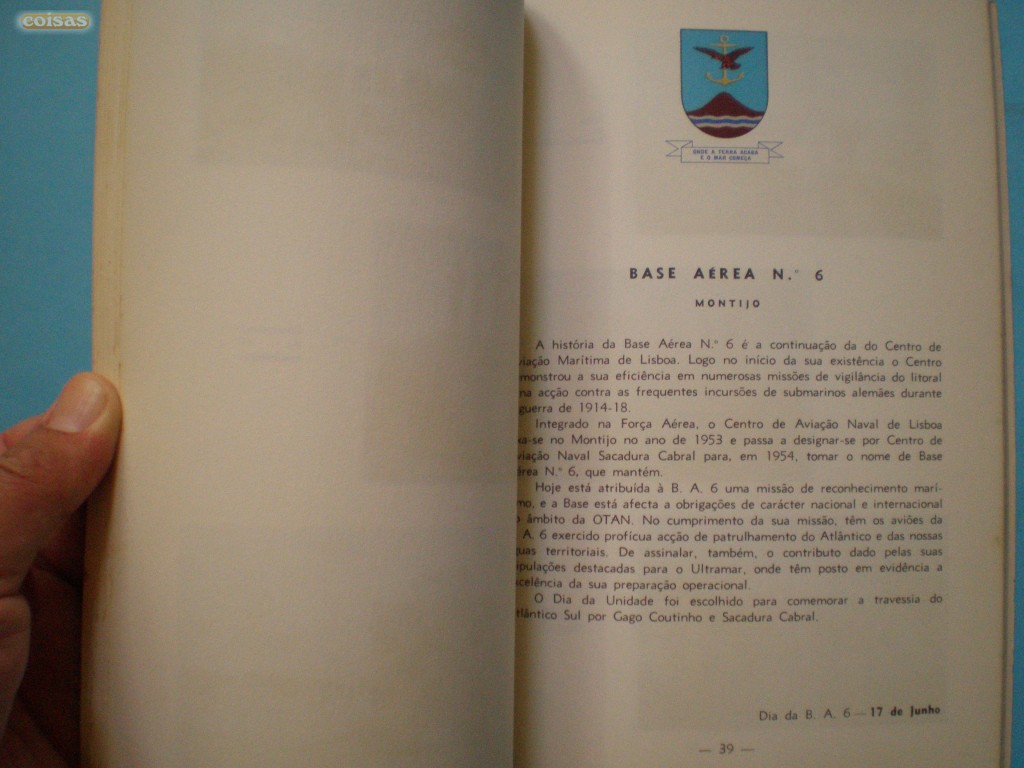 coisas
ONDE A TERRA ACABA
E O MAR COMEÇA
BASE AÉREA N.º 6
MONTIJO
A história da Base Aérea N.º 6 é a continuação da do Centro de
viação Marítima de Lisboa. Logo no início da sua existência o Centro
monstrou a sua eficiência em numerosas missões de vigilância do litoral
na acção contra as frequentes incursões de submarinos alemães durante
guerra de 1914-18.
Integrado na Força Aérea, o Centro de Aviação Naval de Lisboa
xa-se no Montijo no ano de 1953 e passa a designar-se por Centro de
viação Naval Sacadura Cabral para, em 1954, tomar o nome de Base
érea N.º 6, que mantém.
Hoje está atribuída à B. A. 6 uma missão de reconhecimento marí-
mo, e a Base está afecta a obrigações de carácter nacional e internacional
âmbito da OTAN. No cumprimento da sua missão, têm os aviões da
A. 6 exercido profícua acção de patrulhamento do Atlântico e das nossas
guas territoriais. De assinalar, também, o contributo dado pelas suas
ipulações destacadas para o Ultramar, onde têm posto em evidência a
xcelência da sua preparação operacional.
O Dia da Unidade foi escolhido para comemorar a travessia do
tlântico Sul por Gago Coutinho e Sacadura Cabral.
Dia da B. A. 6 — 17 de Junho
— 39 —